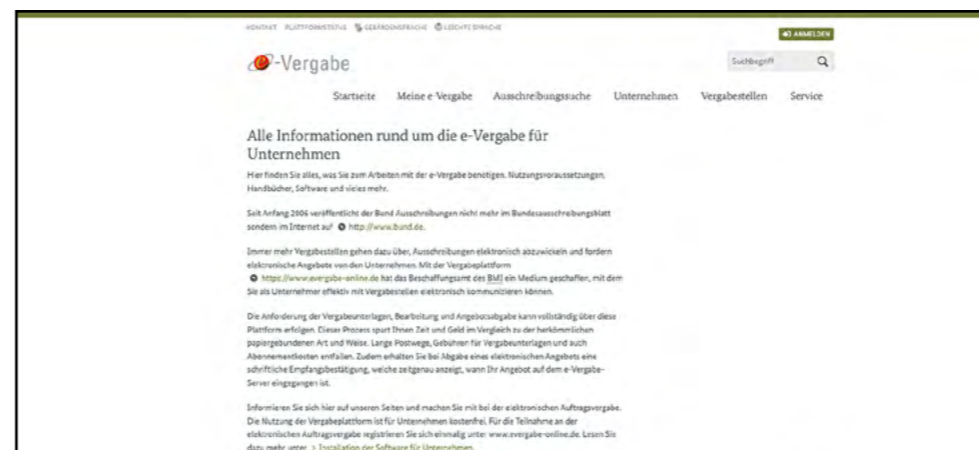 KONTAKT PLATTFORMSTATUS GEBÄRDENSPRACHE LEICHTE SPRACHE
ANMELDEN
e-Vergabe
Suchbegriff
Startseite Meine e-Vergabe Ausschreibungssuche Unternehmen Vergabestellen Service
Alle Informationen rund um die e-Vergabe für
Unternehmen
Hier finden Sie alles, was Sie zum Arbeiten mit der e-Vergabe benötigen. Nutzungsvoraussetzungen,
Handbücher, Software und vieles mehr.
Seit Anfang 2006 veröffentlicht der Bund Ausschreibungen nicht mehr im Bundesausschreibungsblatt
sondern im Internet auf http://www.bund.de.
Immer mehr Vergabestellen gehen dazu über, Ausschreibungen elektronisch abzuwickeln und fordern
elektronische Angebote von den Unternehmen. Mit der Vergabeplattform
https://www.evergabe-online.de hat das Beschaffungsamt des BMI ein Medium geschaffen, mit dem
Sie als Unternehmer effektiv mit Vergabestellen elektronisch kommunizieren können.
Die Anforderung der Vergabeunterlagen, Bearbeitung und Angebotsabgabe kann vollständig über diese
Plattform erfolgen. Dieser Prozess spart Ihnen Zeit und Geld im Vergleich zu der herkömmlichen
papiergebundenen Art und Weise. Lange Postwege, Gebühren für Vergabeunterlagen und auch
Abonnementkosten entfallen. Zudem erhalten Sie bei Abgabe eines elektronischen Angebots eine
schriftliche Empfangsbestätigung, welche zeitgenau anzeigt, wann Ihr Angebot auf dem e-Vergabe-
Server eingegangen ist.
Informieren Sie sich hier auf unseren Seiten und machen Sie mit bei der elektronischen Auftragsvergabe.
Die Nutzung der Vergabeplattform ist für Unternehmen kostenfrei. Für die Teilnahme an der
elektronischen Auftragsvergabe registrieren Sie sich einmalig unter www.evergabe-online.de. Lesen Sie
dazu mehr unter > Installation der Software für Unternehmen.